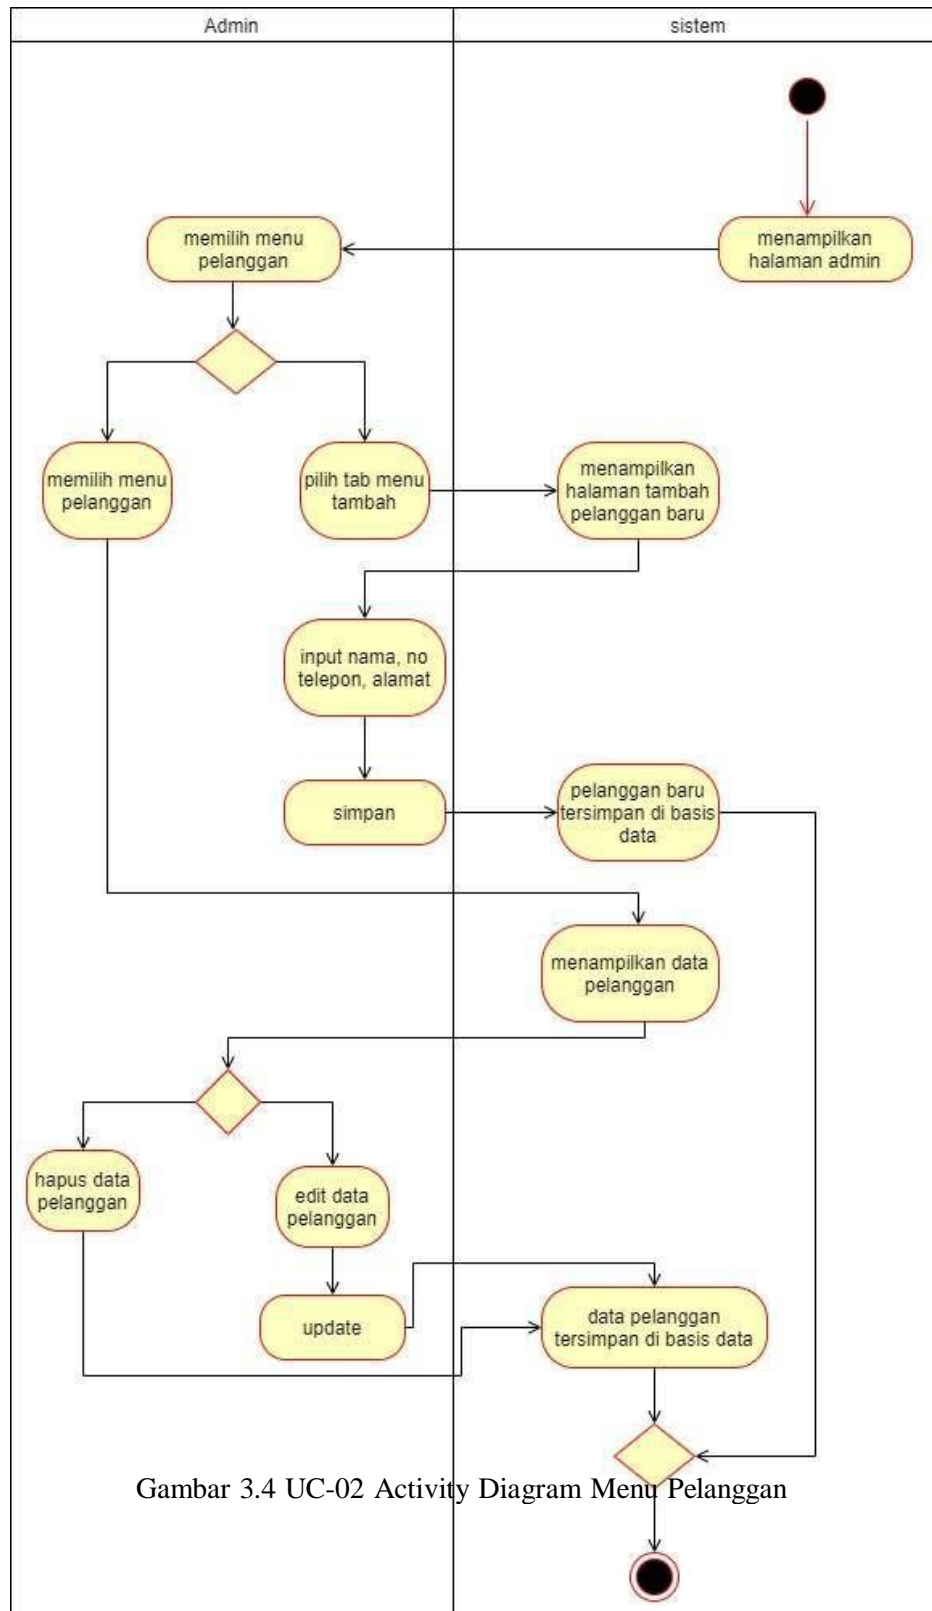 Admin
sistem
menampilkan
halaman admin
memilih menu
pelanggan
memilih menu
pelanggan
pilih tab menu
tambah
menampilkan
halaman tambah
pelanggan baru
input nama, no
telepon, alamat
simpan
pelanggan baru
tersimpan di basis
data
menampilkan data
pelanggan
hapus data
pelanggan
edit data
pelanggan
update
data pelanggan
tersimpan di basis data
Gambar 3.4 UC-02 Activity Diagram Menu Pelanggan